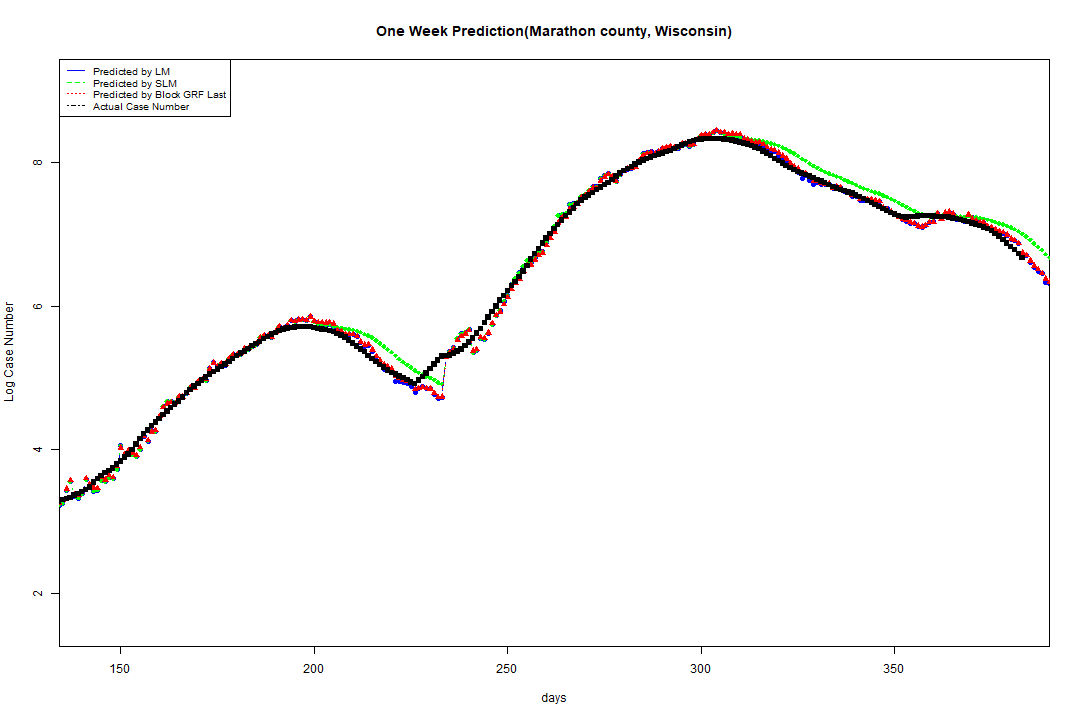 One Week Prediction(Marathon county, Wisconsin)
Predicted by LM
Predicted by SLM
Predicted by Block GRF Last
Actual Case Number
Log Case Number
8
6
4
2
150 200 250 300 350
days